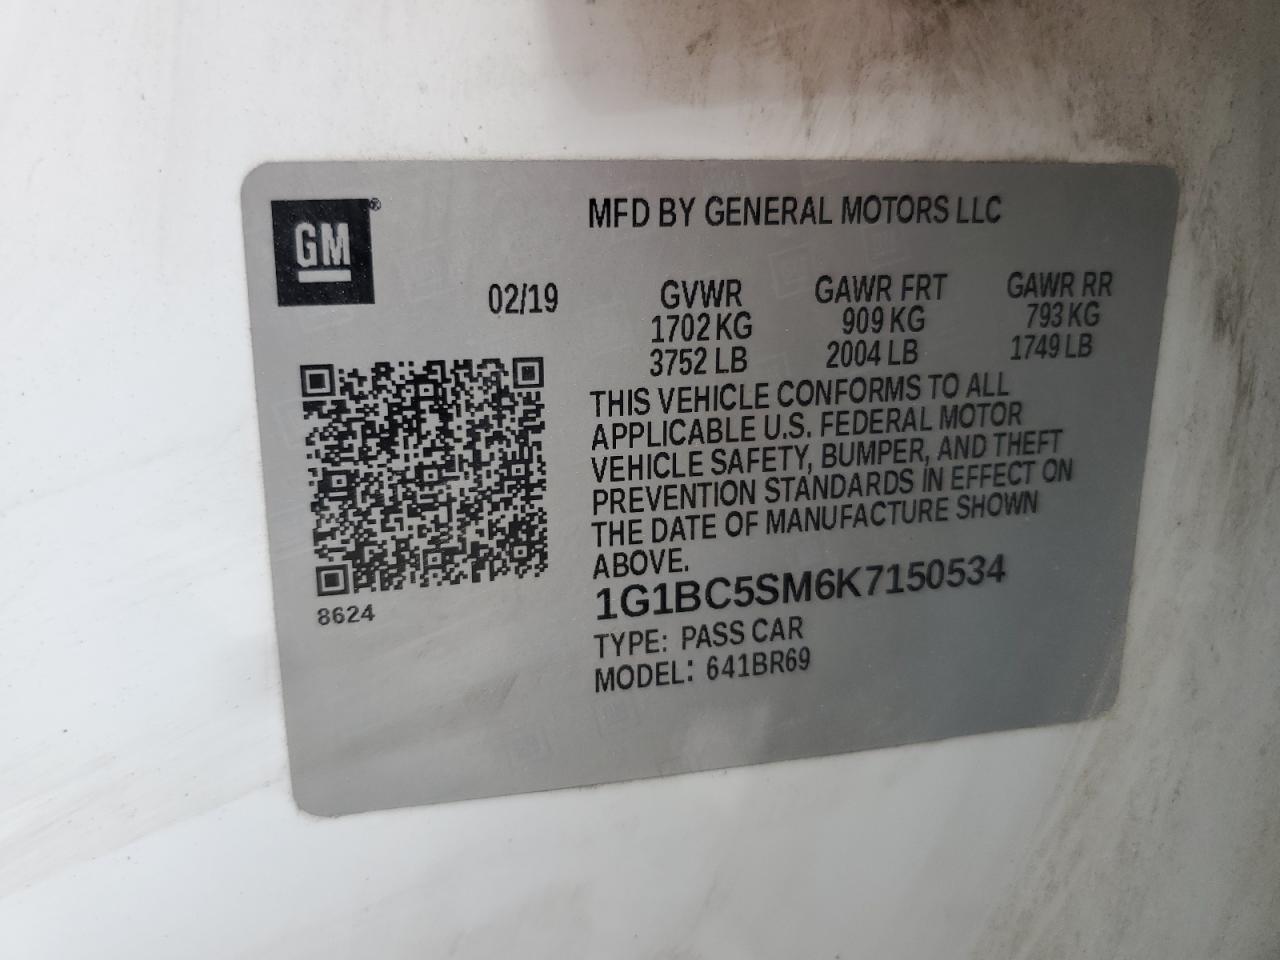 GM®
MFD BY GENERAL MOTORS LLC
02/19
GVWR GAWR FRT GAWR RR
1702 KG 909 KG 793 KG
3752 LB 2004 LB 1749 LB
THIS VEHICLE CONFORMS TO ALL
APPLICABLE U.S. FEDERAL MOTOR
VEHICLE SAFETY, BUMPER, AND THEFT
PREVENTION STANDARDS IN EFFECT ON
THE DATE OF MANUFACTURE SHOWN
ABOVE.
8624
1G1BC5SM6K7150534
TYPE: PASS CAR
MODEL: 641BR69